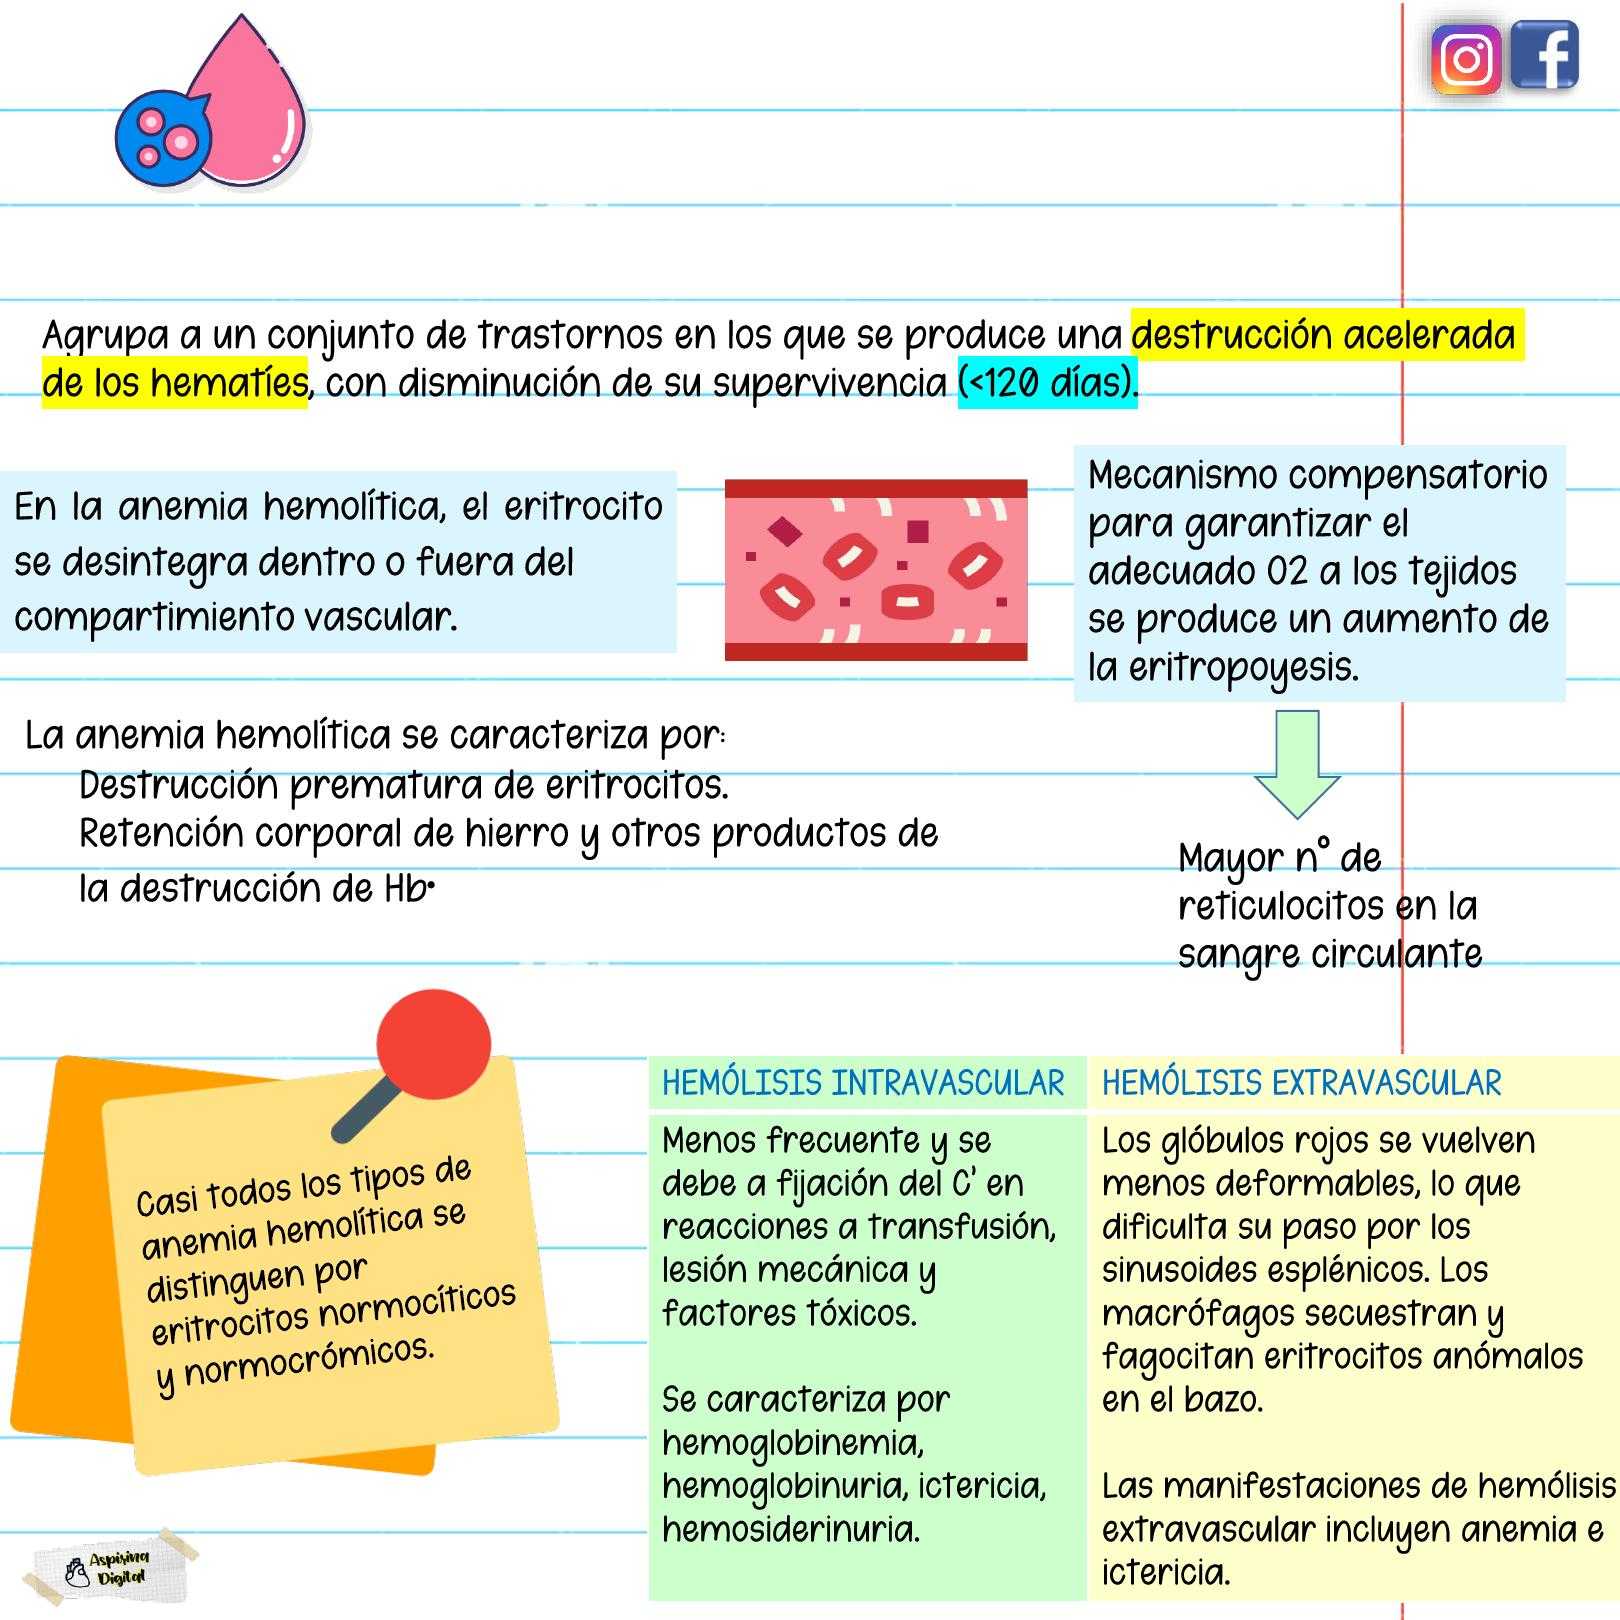 Agrupa a un conjunto de trastornos en los que se produce una destrucción acelerada
de los hematíes, con disminución de su supervivencia (<120 días).
En la anemia hemolítica, el eritrocito
se desintegra dentro o fuera del
compartimiento vascular.
Mecanismo compensatorio
para garantizar el
adecuado O2 a los tejidos
se produce un aumento de
la eritropoyesis.
La anemia hemolítica se caracteriza por:
Destrucción prematura de eritrocitos.
Retención corporal de hierro y otros productos de
la destrucción de Hb.
Mayor n° de
reticulocitos en la
sangre circulante
Casi todos los tipos de
anemia hemolítica se
distinguen por
eritrocitos normocíticos
y normocrómicos.
HEMÓLISIS INTRAVASCULAR
Menos frecuente y se
debe a fijación del C' en
reacciones a transfusión,
lesión mecánica y
factores tóxicos.
Se caracteriza por
hemoglobinemia,
hemoglobinuria, ictericia,
hemosiderinuria.
HEMÓLISIS EXTRAVASCULAR
Los glóbulos rojos se vuelven
menos deformables, lo que
dificulta su paso por los
sinusoides esplénicos. Los
macrófagos secuestran y
fagocitan eritrocitos anómalos
en el bazo.
Las manifestaciones de hemólisis
extravascular incluyen anemia e
ictericia.
Aspirina
Digital